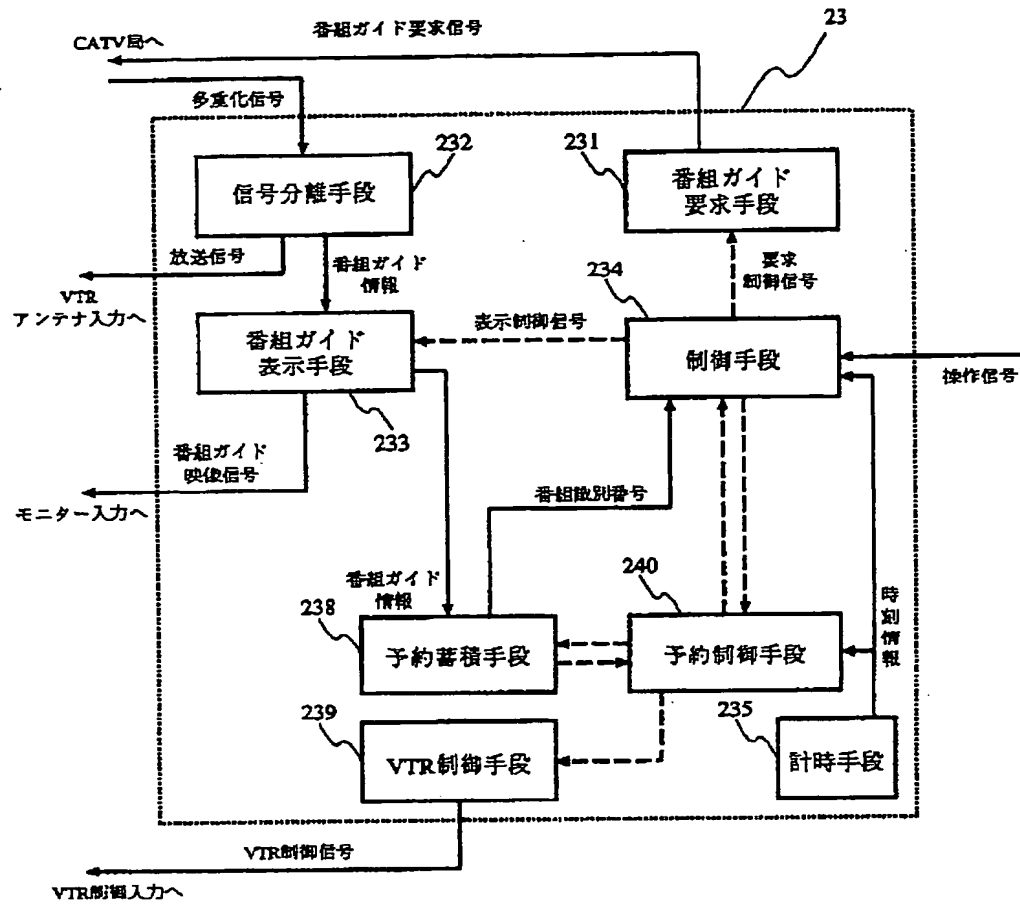 番組ガイド要求信号
23
CATV局へ
多重化信号
232
231
信号分離手段
番組ガイド
要求手段
放送信号
番組ガイド
情報
VTR
アンテナ入力へ
要求
制御信号
234
表示制御信号
番組ガイド
表示手段
制御手段
操作信号
233
番組ガイド
映像信号
モニター入力へ
番組識別番号
番組ガイド
情報
240
時刻情報
238
予約蓄積手段
予約制御手段
239
235
VTR制御手段
計時手段
VTR制御信号
VTR制御入力へ